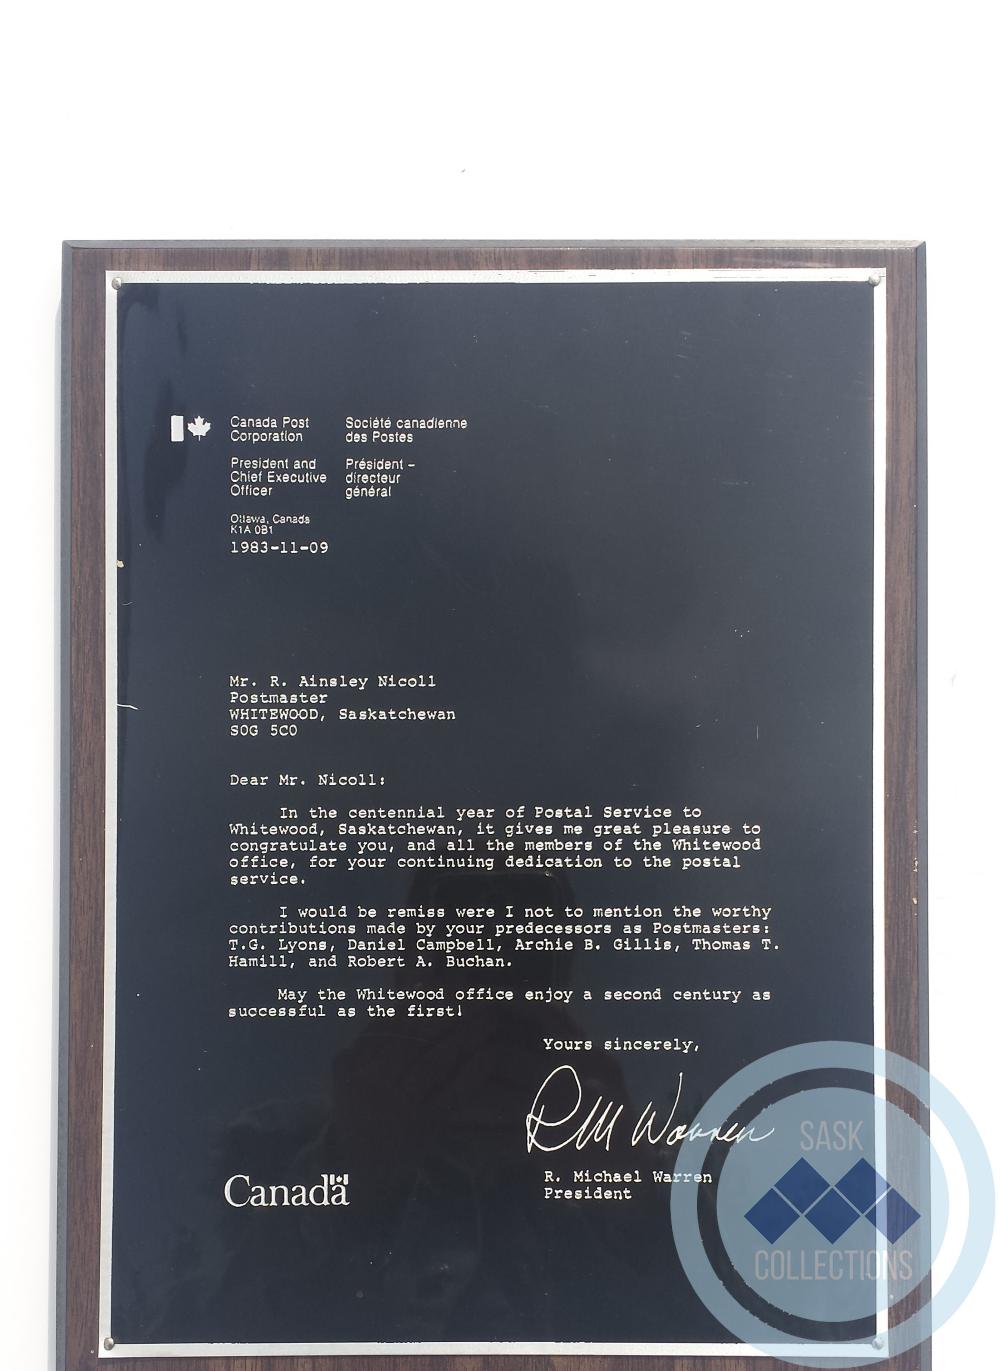 Canada Post Corporation
Société canadienne des Postes
President and Chief Executive Officer
Président - directeur général
Ottawa, Canada
K1A 0B1
1983-11-09
Mr. R. Ainsley Nicoll
Postmaster
WHITEWOOD, Saskatchewan
S0G 5C0
Dear Mr. Nicoll:
In the centennial year of Postal Service to
Whitewood, Saskatchewan, it gives me great pleasure to
congratulate you, and all the members of the Whitewood
office, for your continuing dedication to the postal
service.
I would be remiss were I not to mention the worthy
contributions made by your predecessors as Postmasters:
T.G. Lyons, Daniel Campbell, Archie B. Gillis, Thomas T.
Hamill, and Robert A. Buchan.
May the Whitewood office enjoy a second century as
successful as the first!
Yours sincerely,
RM Warren
R. Michael Warren
President
Canada
SASK
COLLECTIONS